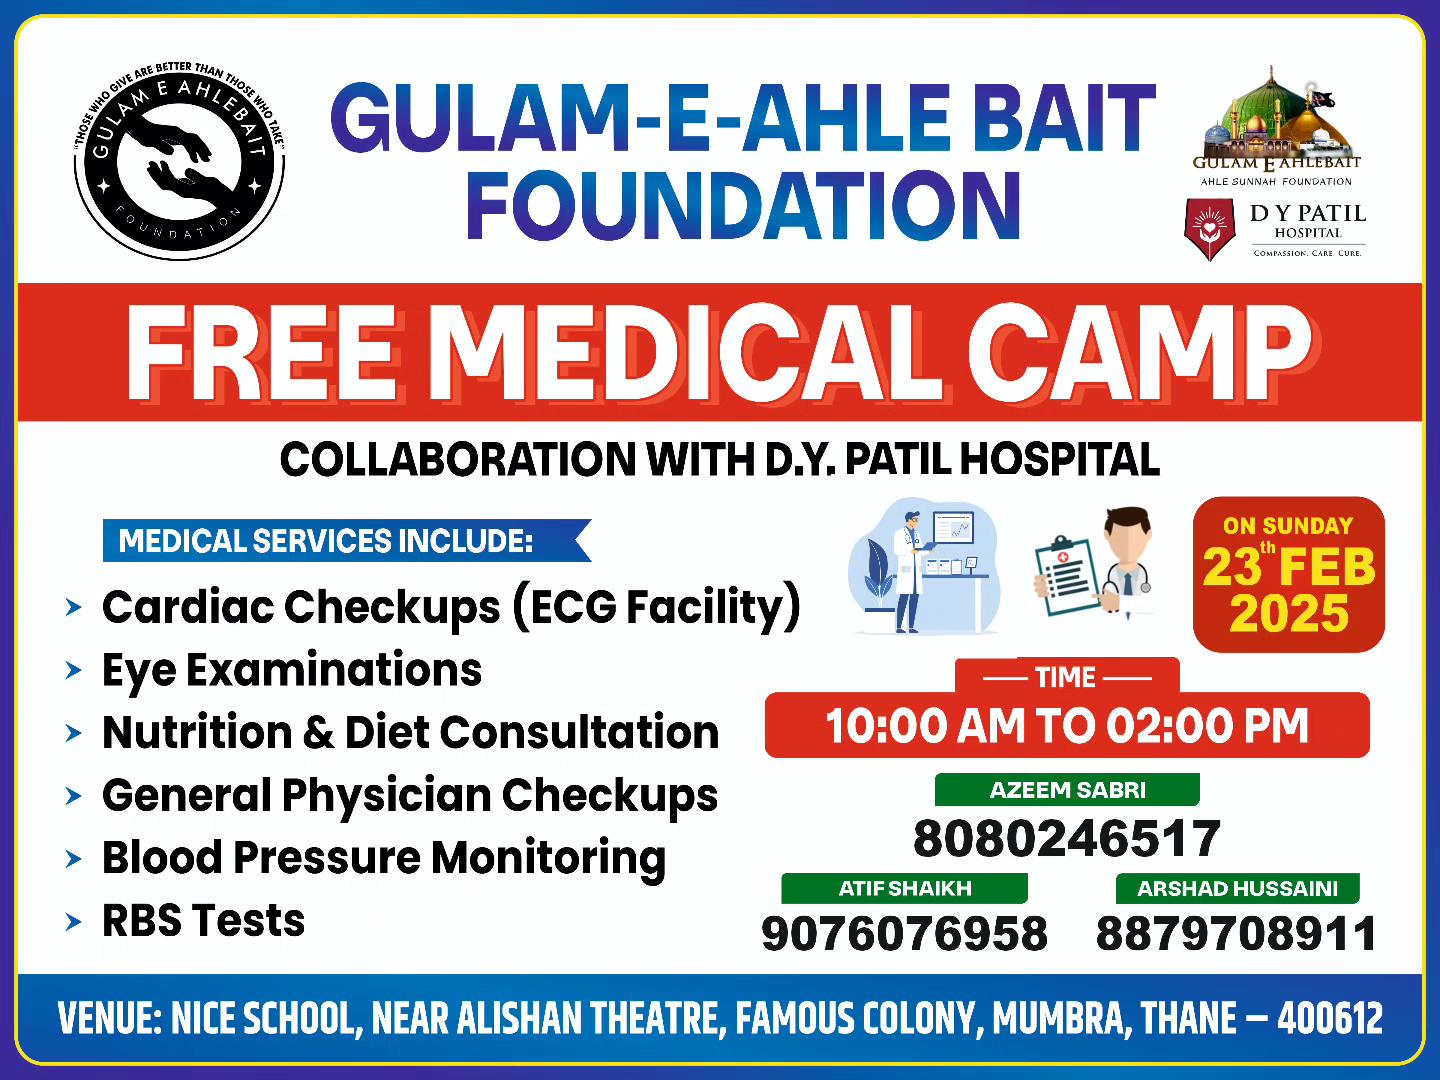 "THOSE WHO GIVE ARE BETTER THAN THOSE WHO TAKE"
GULAM E AHLEBAIT
FOUNDATION
GULAM-E-AHLE BAIT
FOUNDATION
GULAM E AHLEBAIT
AHLE SUNNAH FOUNDATION
D Y PATIL
HOSPITAL
COMPASSION. CARE. CURE.
FREE MEDICAL CAMP
COLLABORATION WITH D.Y. PATIL HOSPITAL
MEDICAL SERVICES INCLUDE:
➤ Cardiac Checkups (ECG Facility)
➤ Eye Examinations
➤ Nutrition & Diet Consultation
➤ General Physician Checkups
➤ Blood Pressure Monitoring
➤ RBS Tests
ON SUNDAY
23th FEB
2025
TIME
10:00 AM TO 02:00 PM
AZEEM SABRI
8080246517
ATIF SHAIKH
9076076958
ARSHAD HUSSAINI
8879708911
VENUE: NICE SCHOOL, NEAR ALISHAN THEATRE, FAMOUS COLONY, MUMBRA, THANE – 400612